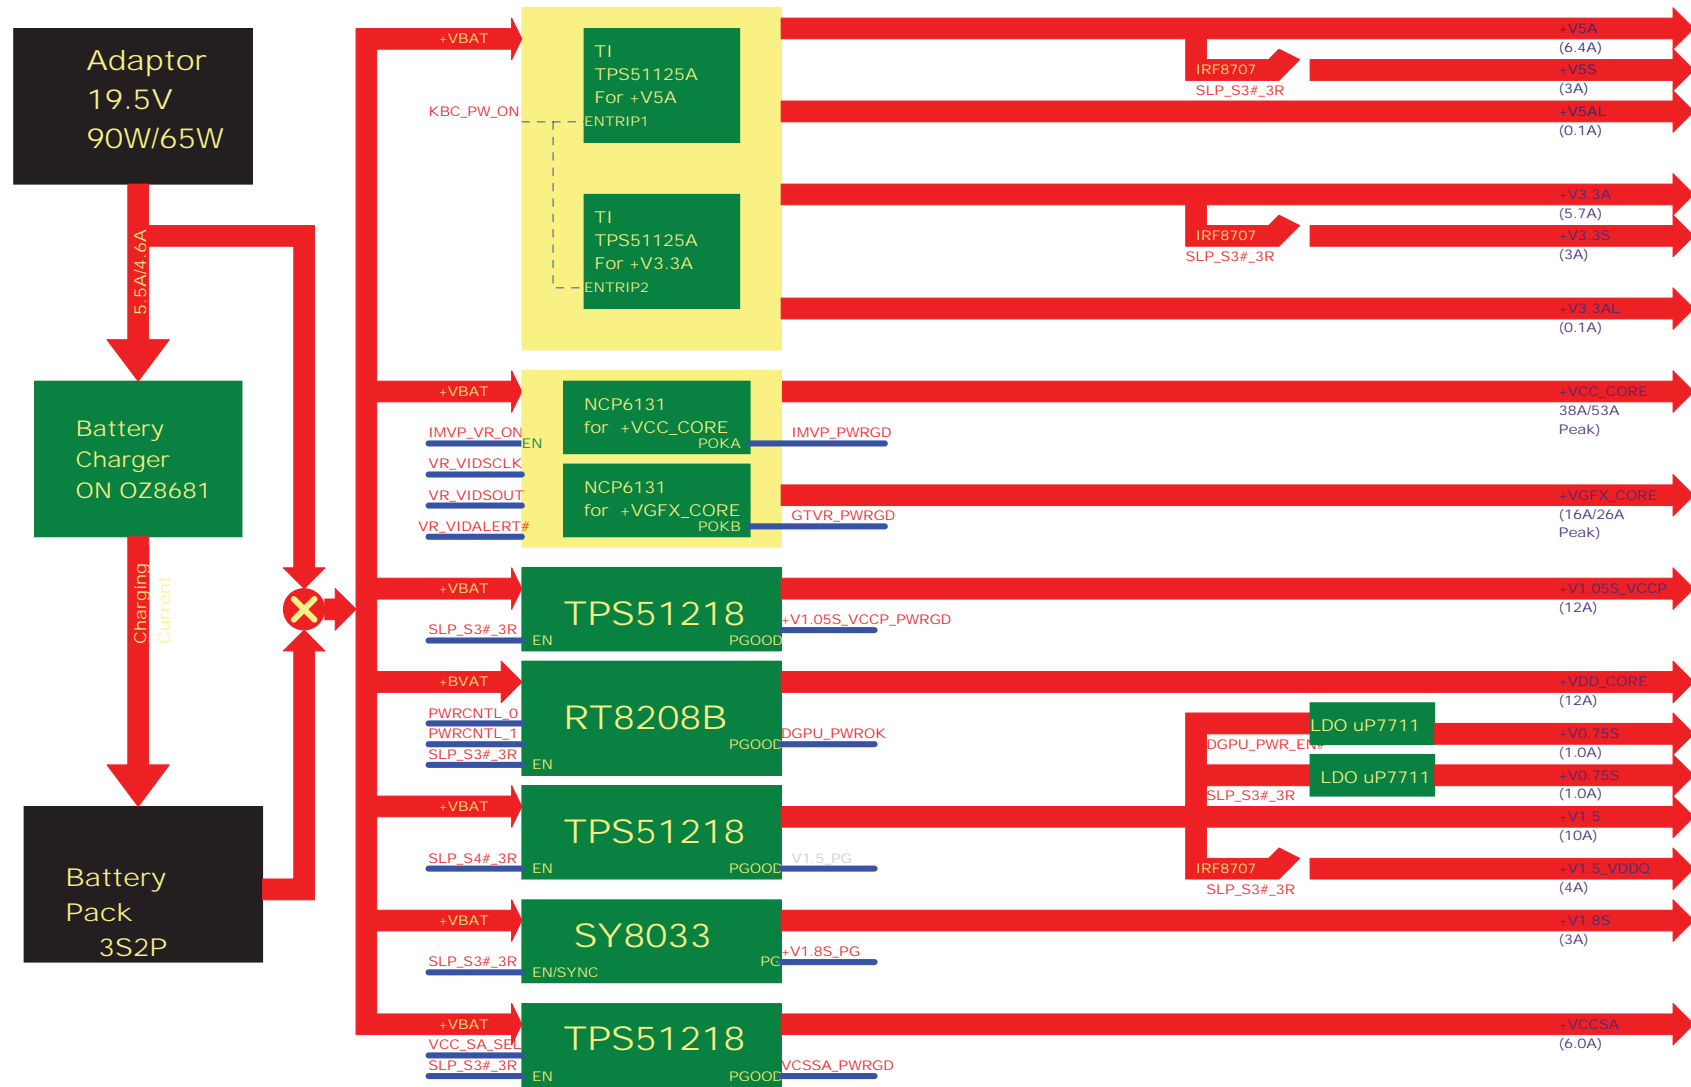 Adaptor
19.5V
90W/65W
5.5A/4.6A
Battery
Charger
ON OZ8681
Charging
Current
Battery
Pack
3S2P
+VBAT
KBC_PW_ON
TI
TPS51125A
For +V5A
ENTRIP1
TI
TPS51125A
For +V3.3A
ENTRIP2
IRF8707
SLP_S3#_3R
+V5A
(6.4A)
+V5S
(3A)
+V5AL
(0.1A)
IRF8707
SLP_S3#_3R
+V3.3A
(5.7A)
+V3.3S
(3A)
+V3.3AL
(0.1A)
+VBAT
IMVP_VR_ON
EN
VR_VIDSCLK
VR_VIDSOUT
VR_VIDALERT#
NCP6131
for +VCC_CORE
POKA
IMVP_PWRGD
NCP6131
for +VGFX_CORE
POKB
GTVR_PWRGD
+VCC_CORE
38A/53A
Peak)
+VGFX_CORE
(16A/26A
Peak)
+VBAT
SLP_S3#_3R
TPS51218
EN
PGOOD
+V1.05S_VCCP_PWRGD
+V1.05S_VCCP
(12A)
+BVAT
PWRCNTL_0
PWRCNTL_1
SLP_S3#_3R
RT8208B
EN
PGOOD
DGPU_PWROK
+VDD_CORE
(12A)
+VBAT
SLP_S4#_3R
TPS51218
EN
PGOOD
V1.5_PG
DGPU_PWR_EN#
LDO uP7711
+V0.75S
(1.0A)
SLP_S3#_3R
LDO uP7711
+V0.75S
(1.0A)
+V1.5
(10A)
IRF8707
SLP_S3#_3R
+V1.5_VDDQ
(4A)
+VBAT
SLP_S3#_3R
SY8033
EN/SYNC
PG
+V1.8S_PG
+V1.8S
(3A)
+VBAT
VCC_SA_SEL
SLP_S3#_3R
TPS51218
EN
PGOOD
VCSSA_PWRGD
+VCCSA
(6.0A)